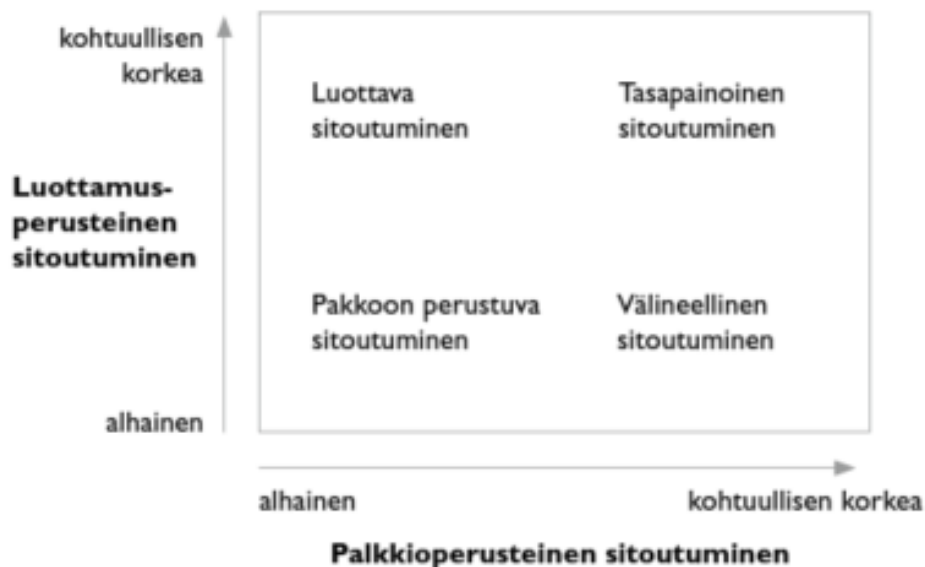 kohtuullisen
korkea
Luottava
sitoutuminen
Tasapainoinen
sitoutuminen
Luottamus-
perusteinen
sitoutuminen
Pakkoon perustuva
sitoutuminen
Välineellinen
sitoutuminen
alhainen
alhainen
kohtuullisen korkea
Palkkioperusteinen sitoutuminen